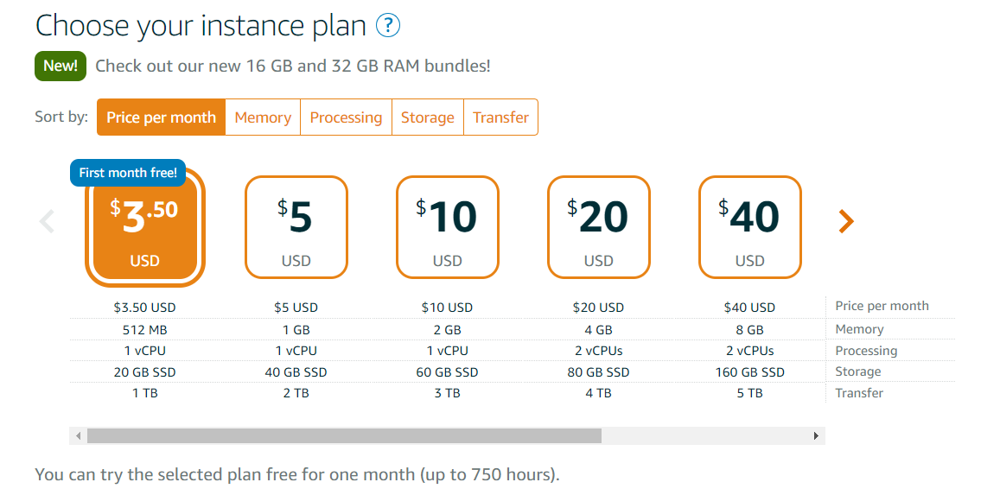 Choose your instance plan ?
New! Check out our new 16 GB and 32 GB RAM bundles!
Sort by: Price per month Memory Processing Storage Transfer
First month free!
$3.50 $5 $10 $20 $40
USD USD USD USD USD
$3.50 USD $5 USD $10 USD $20 USD $40 USD Price per month
512 MB 1 GB 2 GB 4 GB 8 GB Memory
1 vCPU 1 vCPU 1 vCPU 2 vCPUs 2 vCPUs Processing
20 GB SSD 40 GB SSD 60 GB SSD 80 GB SSD 160 GB SSD Storage
1 TB 2 TB 3 TB 4 TB 5 TB Transfer
You can try the selected plan free for one month (up to 750 hours).